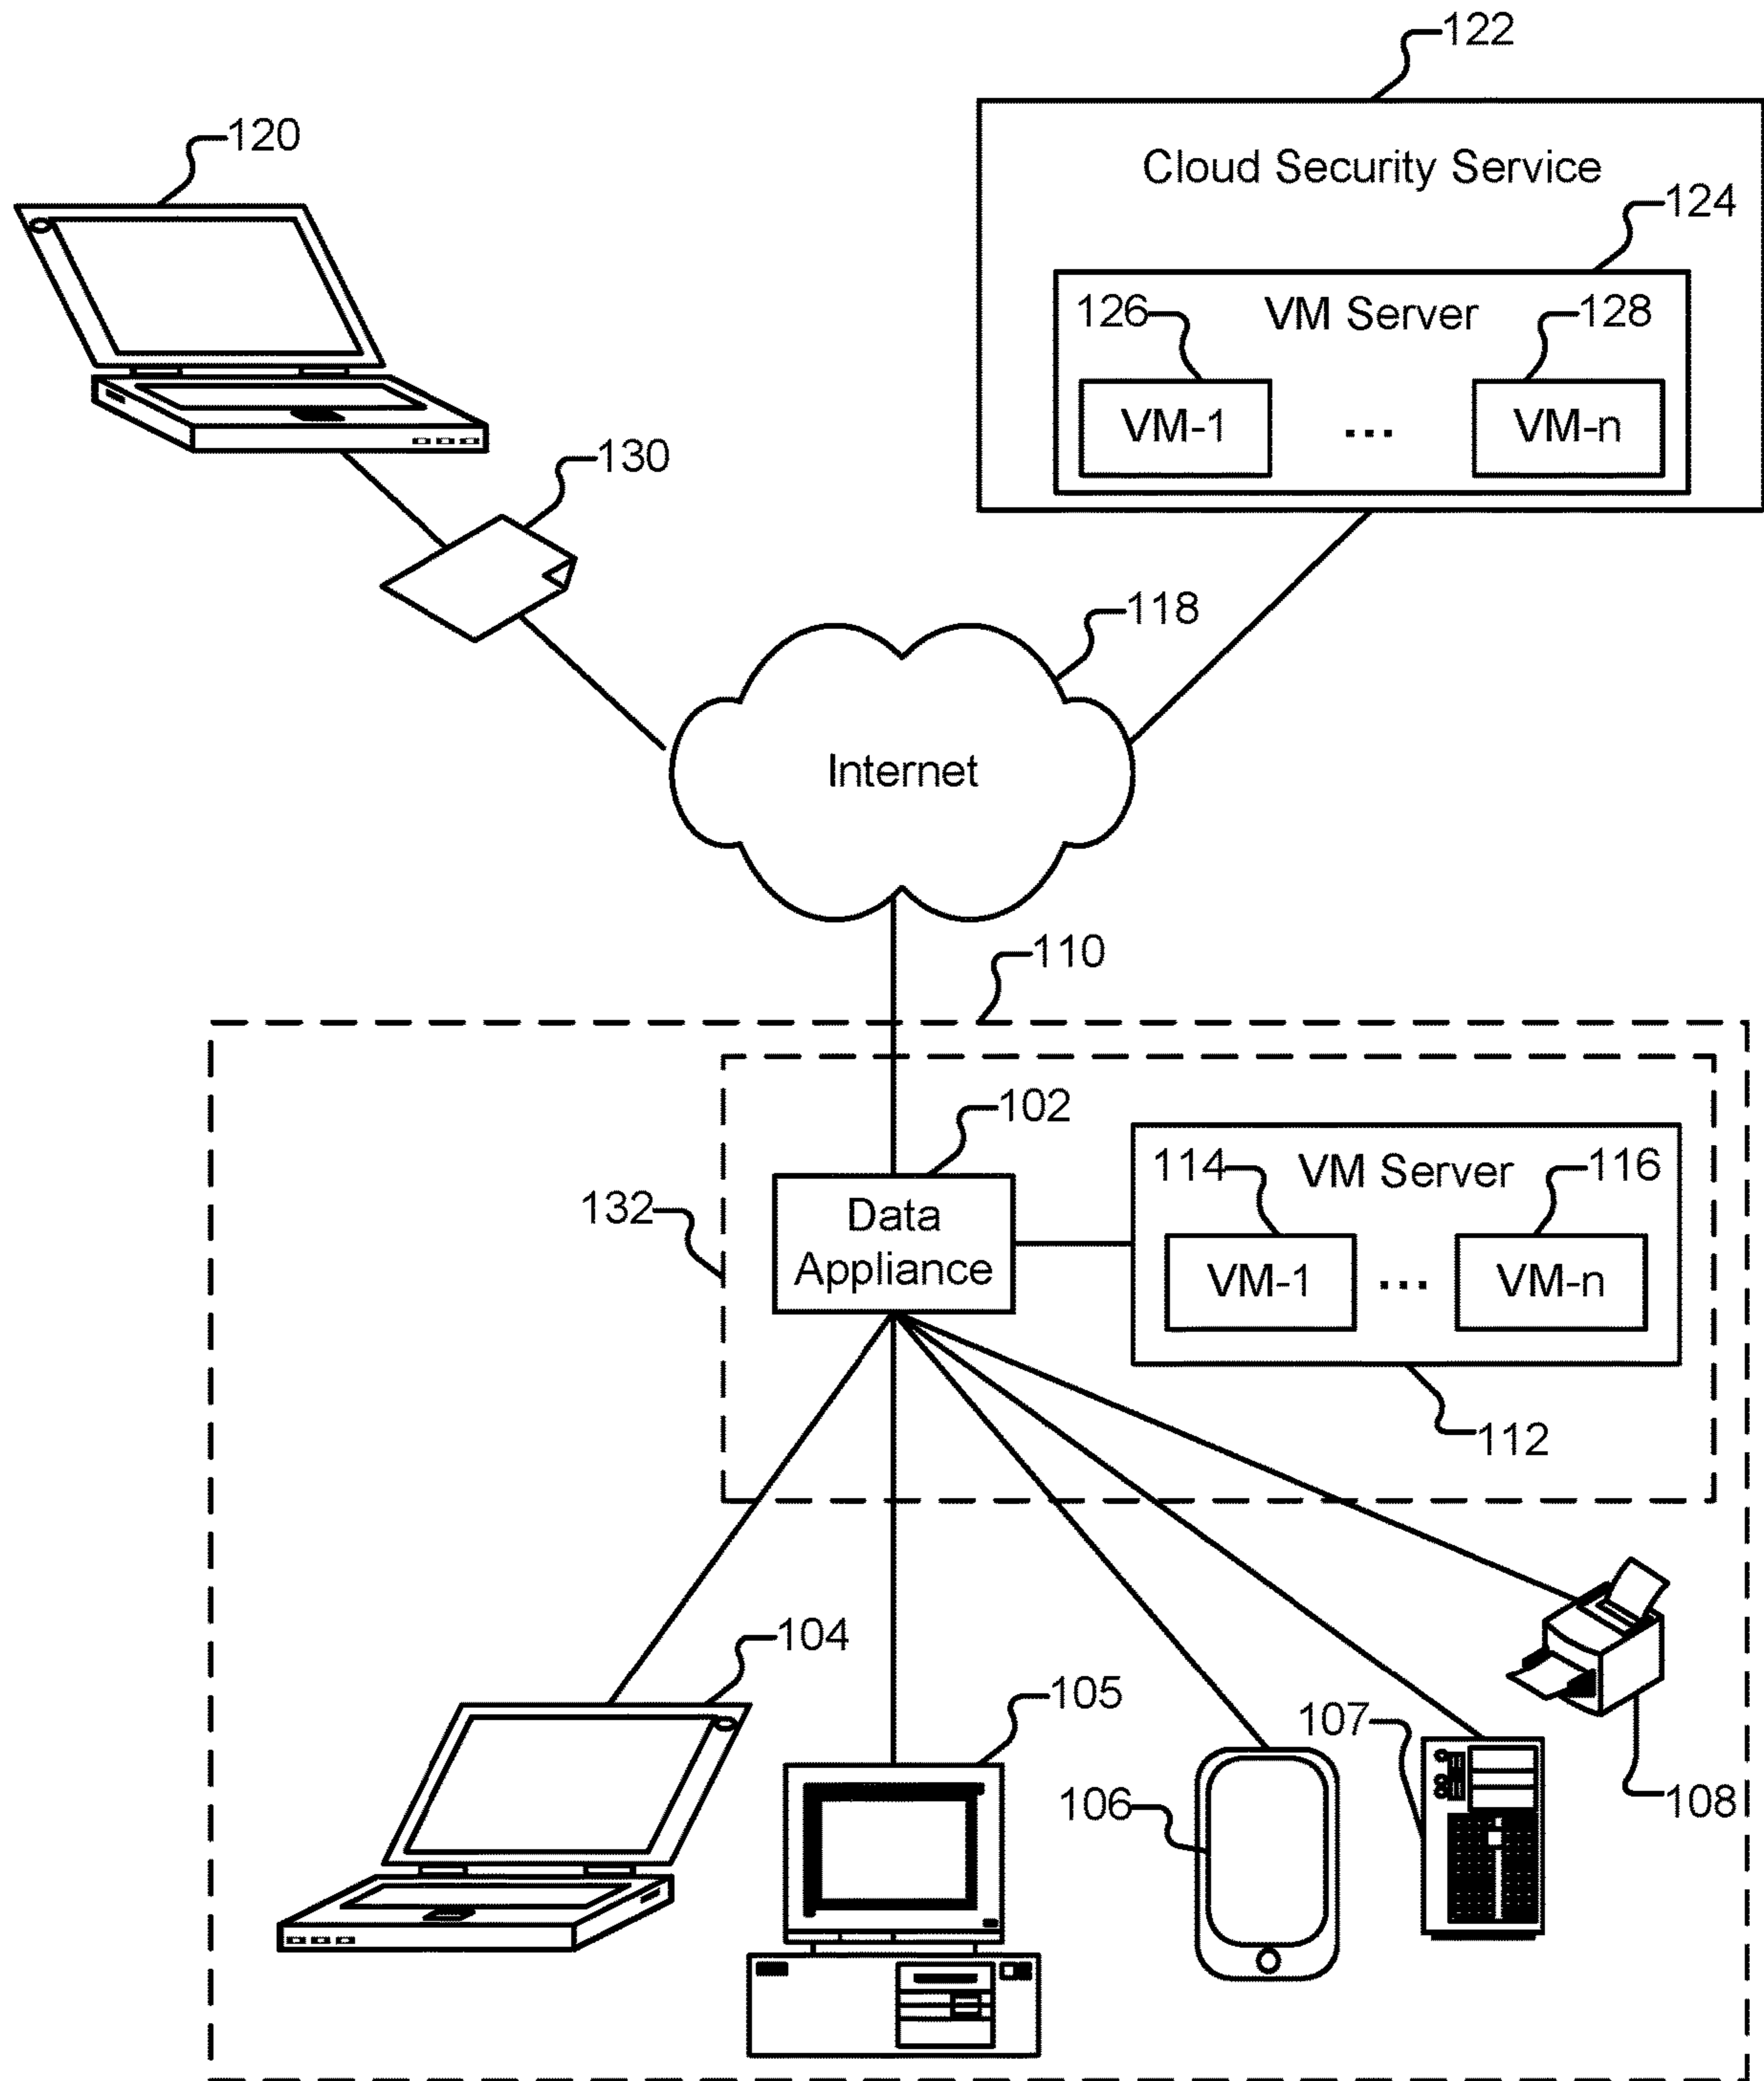 122
120
Cloud Security Service
124
126
VM Server
128
VM-1
...
VM-n
130
118
Internet
110
102
114
VM Server
116
132
Data
Appliance
VM-1
...
VM-n
112
104
105
107
106
108